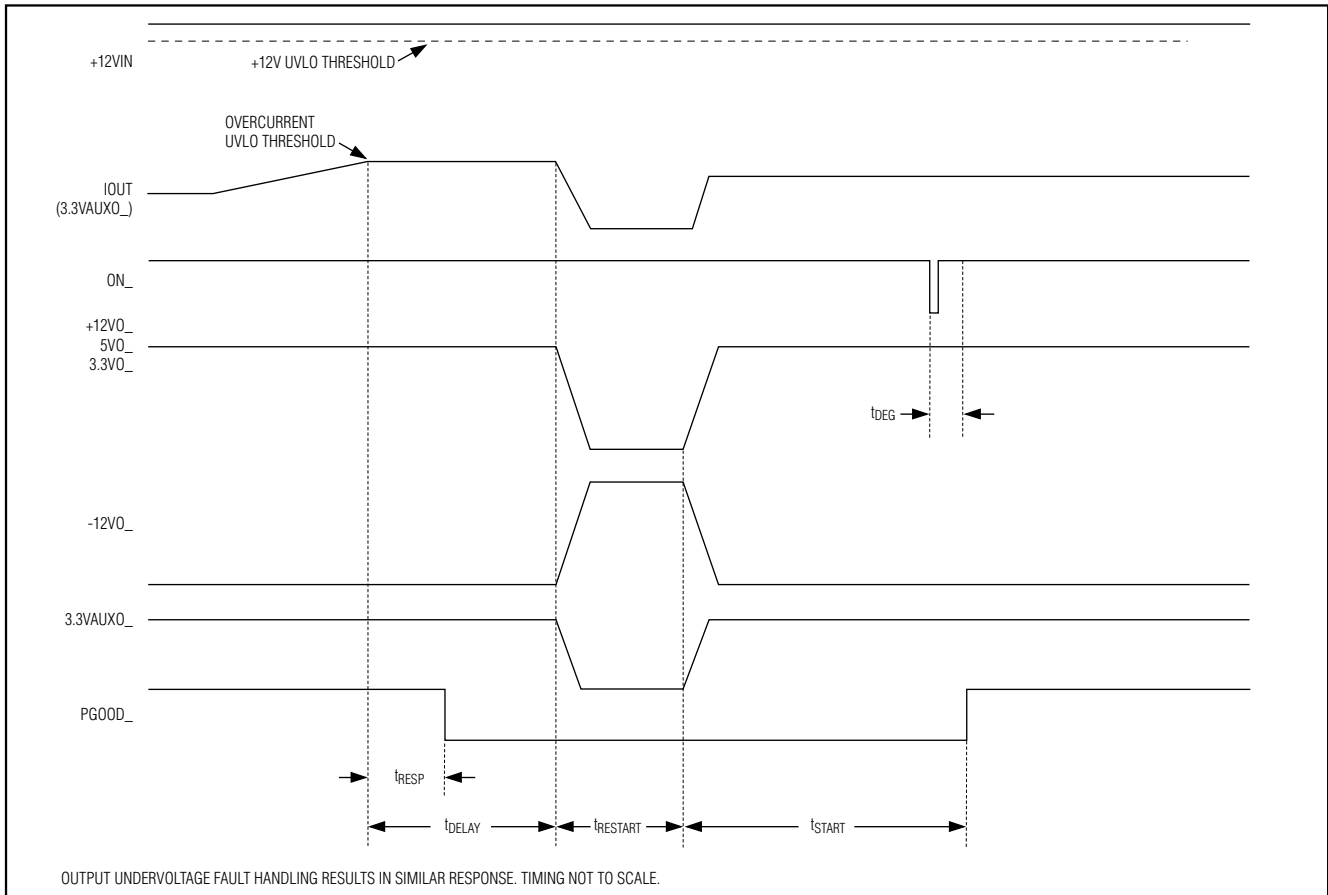 +12VIN
+12V UVLO THRESHOLD
OVERCURRENT
UVLO THRESHOLD
IOUT
(3.3VAUXO_)
ON_
+12VO_
5VO_
3.3VO_
tDEG
-12VO_
3.3VAUXO_
PGOOD_
tRESP
tDELAY
tRESTART
tSTART
OUTPUT UNDERVOLTAGE FAULT HANDLING RESULTS IN SIMILAR RESPONSE. TIMING NOT TO SCALE.